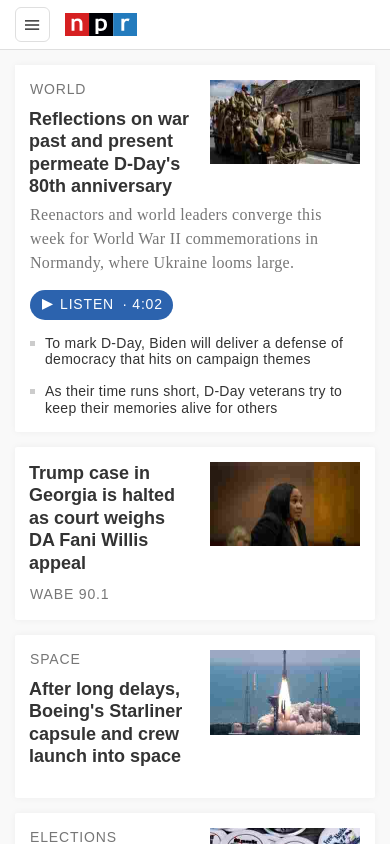 npr
WORLD
Reflections on war
past and present
permeate D-Day's
80th anniversary
Reenactors and world leaders converge this
week for World War II commemorations in
Normandy, where Ukraine looms large.
LISTEN · 4:02
To mark D-Day, Biden will deliver a defense of
democracy that hits on campaign themes
As their time runs short, D-Day veterans try to
keep their memories alive for others
Trump case in
Georgia is halted
as court weighs
DA Fani Willis
appeal
WABE 90.1
SPACE
After long delays,
Boeing's Starliner
capsule and crew
launch into space
ELECTIONS